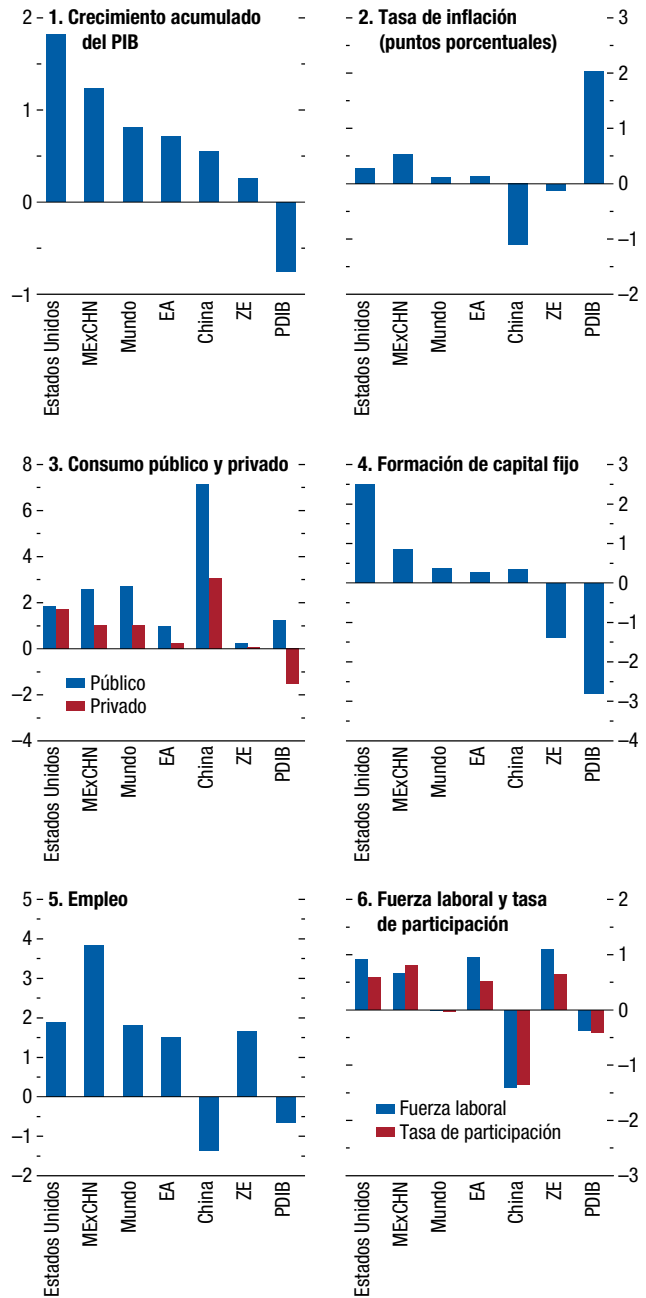 1. Crecimiento acumulado
del PIB
2
1
0
–1
Estados Unidos
MExCHN
Mundo
EA
China
ZE
PDIB
2. Tasa de inflación
(puntos porcentuales)
3
2
1
0
–1
–2
Estados Unidos
MExCHN
Mundo
EA
China
ZE
PDIB
3. Consumo público y privado
8
6
4
2
0
–2
–4
Público
Privado
Estados Unidos
MExCHN
Mundo
EA
China
ZE
PDIB
4. Formación de capital fijo
3
2
1
0
–1
–2
–3
–4
Estados Unidos
MExCHN
Mundo
EA
China
ZE
PDIB
5. Empleo
5
4
3
2
1
0
–1
–2
Estados Unidos
MExCHN
Mundo
EA
China
ZE
PDIB
6. Fuerza laboral y tasa
de participación
2
1
0
–1
–2
–3
Fuerza laboral
Tasa de participación
Estados Unidos
MExCHN
Mundo
EA
China
ZE
PDIB